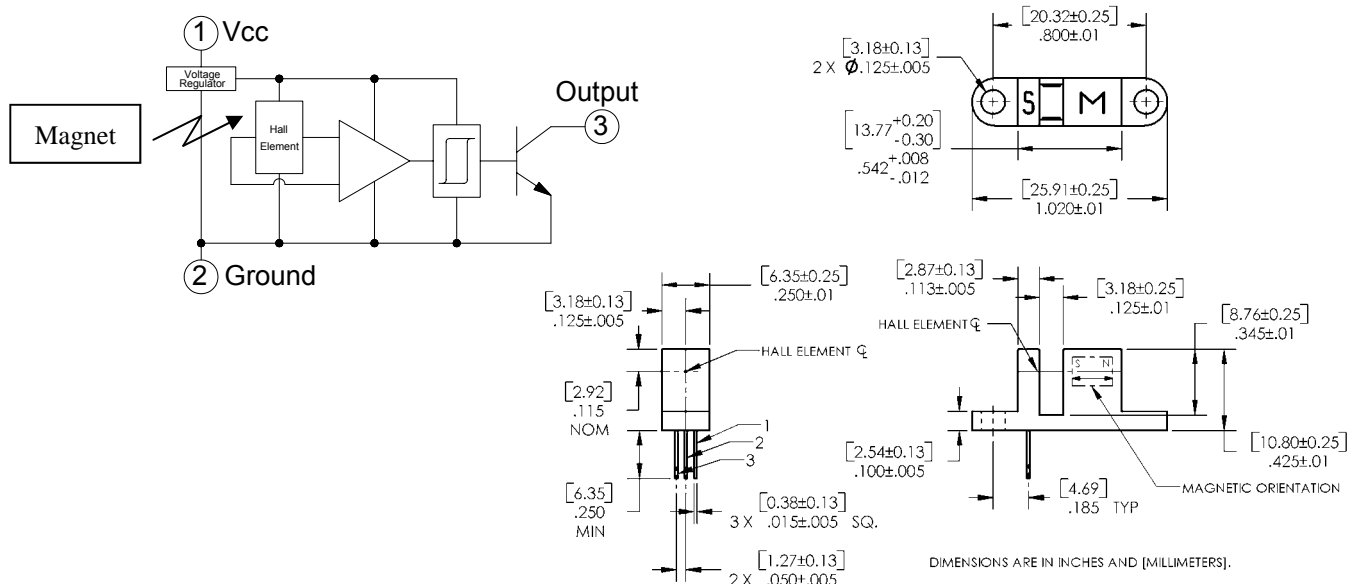 1 Vcc
Voltage
Regulator
Magnet
Hall
Element
Output
3
2 Ground
[20.32±0.25]
.800±.01
[3.18±0.13]
2 X Ø.125±.005
S M
[13.77 +0.20 -0.30]
.542 +.008 -.012
[25.91±0.25]
1.020±.01
[6.35±0.25]
.250±.01
[3.18±0.13]
.125±.005
HALL ELEMENT ℄
[2.92]
.115
NOM
1
2
3
[6.35]
.250
MIN
[0.38±0.13]
3 X .015±.005 SQ.
[1.27±0.13]
2 X .050±.005
[2.87±0.13]
.113±.005
[3.18±0.25]
.125±.01
HALL ELEMENT ℄
[8.76±0.25]
.345±.01
S N
[2.54±0.13]
.100±.005
[10.80±0.25]
.425±.01
MAGNETIC ORIENTATION
[4.69]
.185 TYP
DIMENSIONS ARE IN INCHES AND [MILLIMETERS].